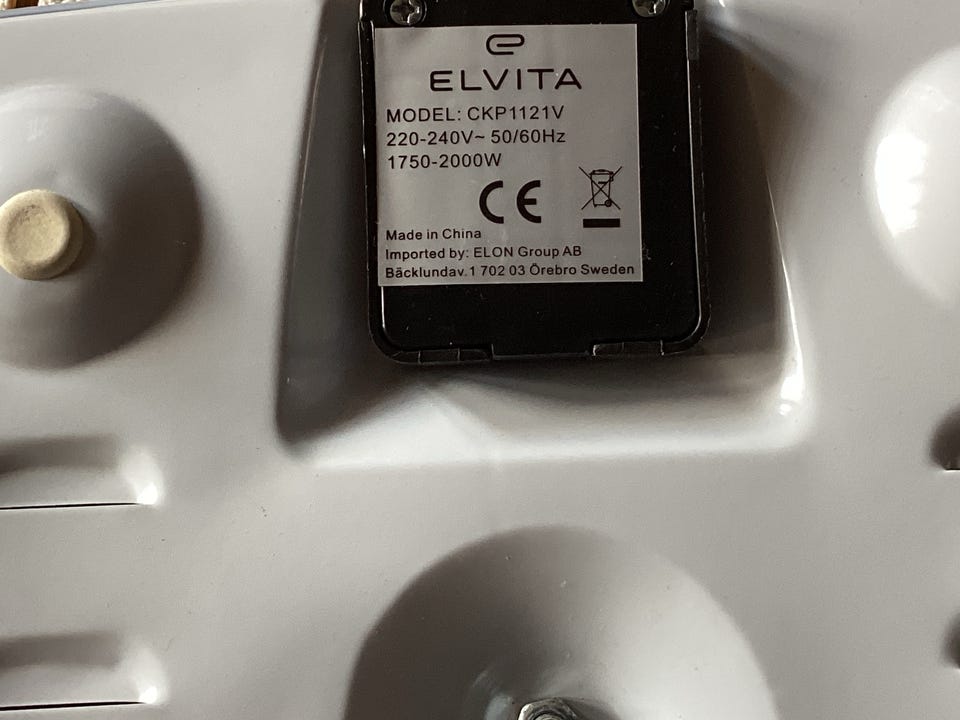 ELVITA
MODEL: CKP1121V
220-240V~ 50/60Hz
1750-2000W
CE
Made in China
Imported by: ELON Group AB
Bäcklundav.1 702 03 Örebro Sweden